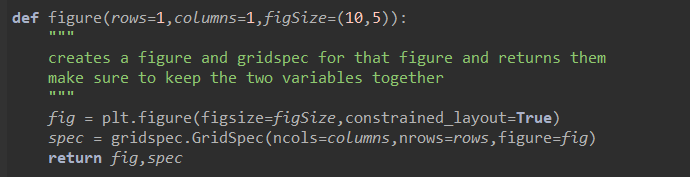 def figure(rows=1,columns=1,figSize=(10,5)):
"""
creates a figure and gridspec for that figure and returns them
make sure to keep the two variables together
"""
fig = plt.figure(figsize=figSize,constrained_layout=True)
spec = gridspec.GridSpec(ncols=columns,nrows=rows,figure=fig)
return fig,spec